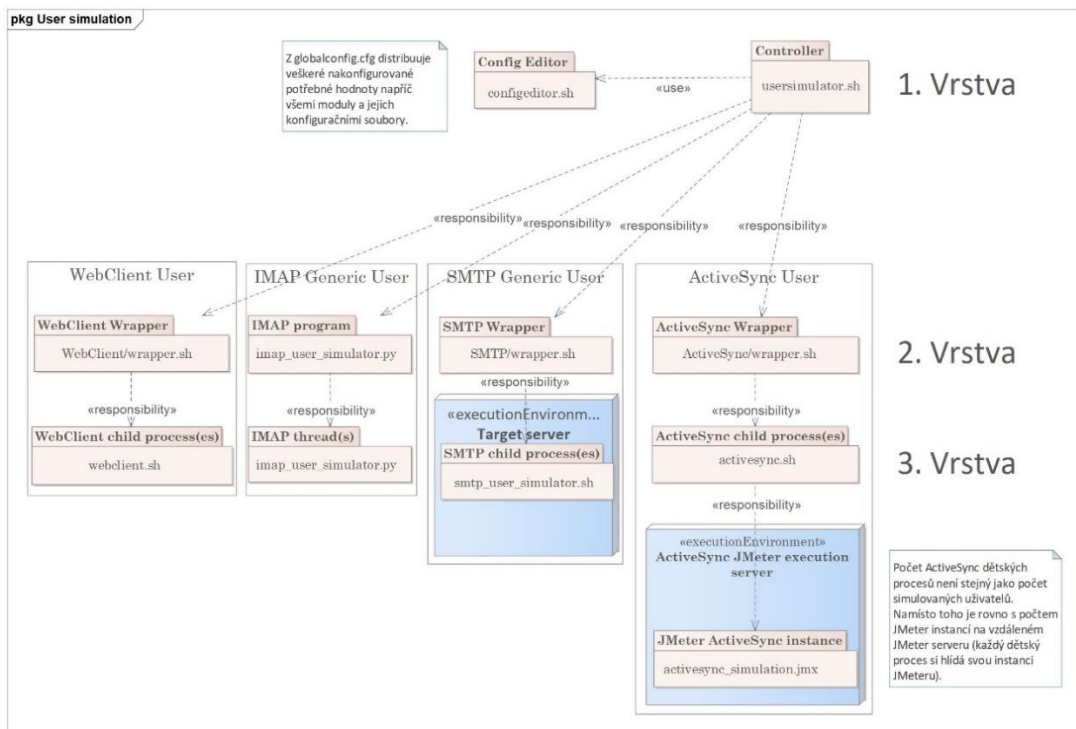 pkg User simulation
Z globalconfig.cfg distribuuje
veškeré nakonfigurované
potřebné hodnoty napříč
všemi moduly a jejich
konfiguračními soubory.
Config Editor
configeditor.sh
«use»
Controller
usersimulator.sh
1. Vrstva
«responsibility»
«responsibility»
«responsibility»
«responsibility»
WebClient User
WebClient Wrapper
WebClient/wrapper.sh
«responsibility»
WebClient child process(es)
webclient.sh
IMAP Generic User
IMAP program
imap_user_simulator.py
«responsibility»
IMAP thread(s)
imap_user_simulator.py
SMTP Generic User
SMTP Wrapper
SMTP/wrapper.sh
«responsibility»
«executionEnvironm...
Target server
SMTP child process(es)
smtp_user_simulator.sh
ActiveSync User
ActiveSync Wrapper
ActiveSync/wrapper.sh
«responsibility»
ActiveSync child process(es)
activesync.sh
«responsibility»
«executionEnvironment»
ActiveSync JMeter execution
server
JMeter ActiveSync instance
activesync_simulation.jmx
2. Vrstva
3. Vrstva
Počet ActiveSync dětských
procesů není stejný jako počet
simulovaných uživatelů.
Namísto toho je rovno s počtem
JMeter instancí na vzdáleném
JMeter serveru (každý dětský
proces si hlídá svou instanci
JMeteru).